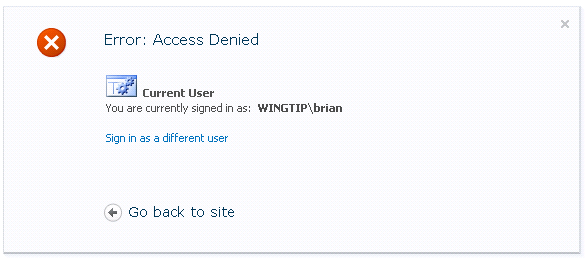 Error: Access Denied
Current User
You are currently signed in as: WINGTIP\brian
Sign in as a different user
Go back to site